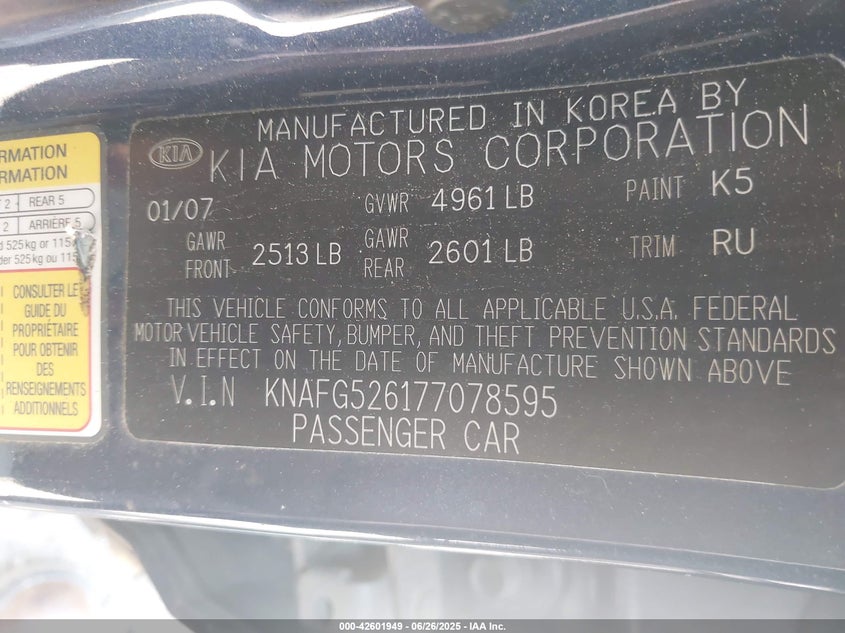 RMATION
RMATION
2 REAR 5
2 ARRIÈRE 5
525 kg or 115
der 525 kg ou 115
CONSULTER LE
GUIDE DU
PROPRIÉTAIRE
POUR OBTENIR
DES
RENSEIGNEMENTS
ADDITIONNELS
MANUFACTURED IN KOREA BY
KIA KIA MOTORS CORPORATION
01/07 GVWR 4961 LB PAINT K5
GAWR FRONT 2513 LB GAWR REAR 2601 LB TRIM RU
THIS VEHICLE CONFORMS TO ALL APPLICABLE U.S.A. FEDERAL
MOTOR VEHICLE SAFETY, BUMPER, AND THEFT PREVENTION STANDARDS
IN EFFECT ON THE DATE OF MANUFACTURE SHOWN ABOVE
V.I.N KNAFG526177078595
PASSENGER CAR
000-42601949 - 06/26/2025 - IAA Inc.